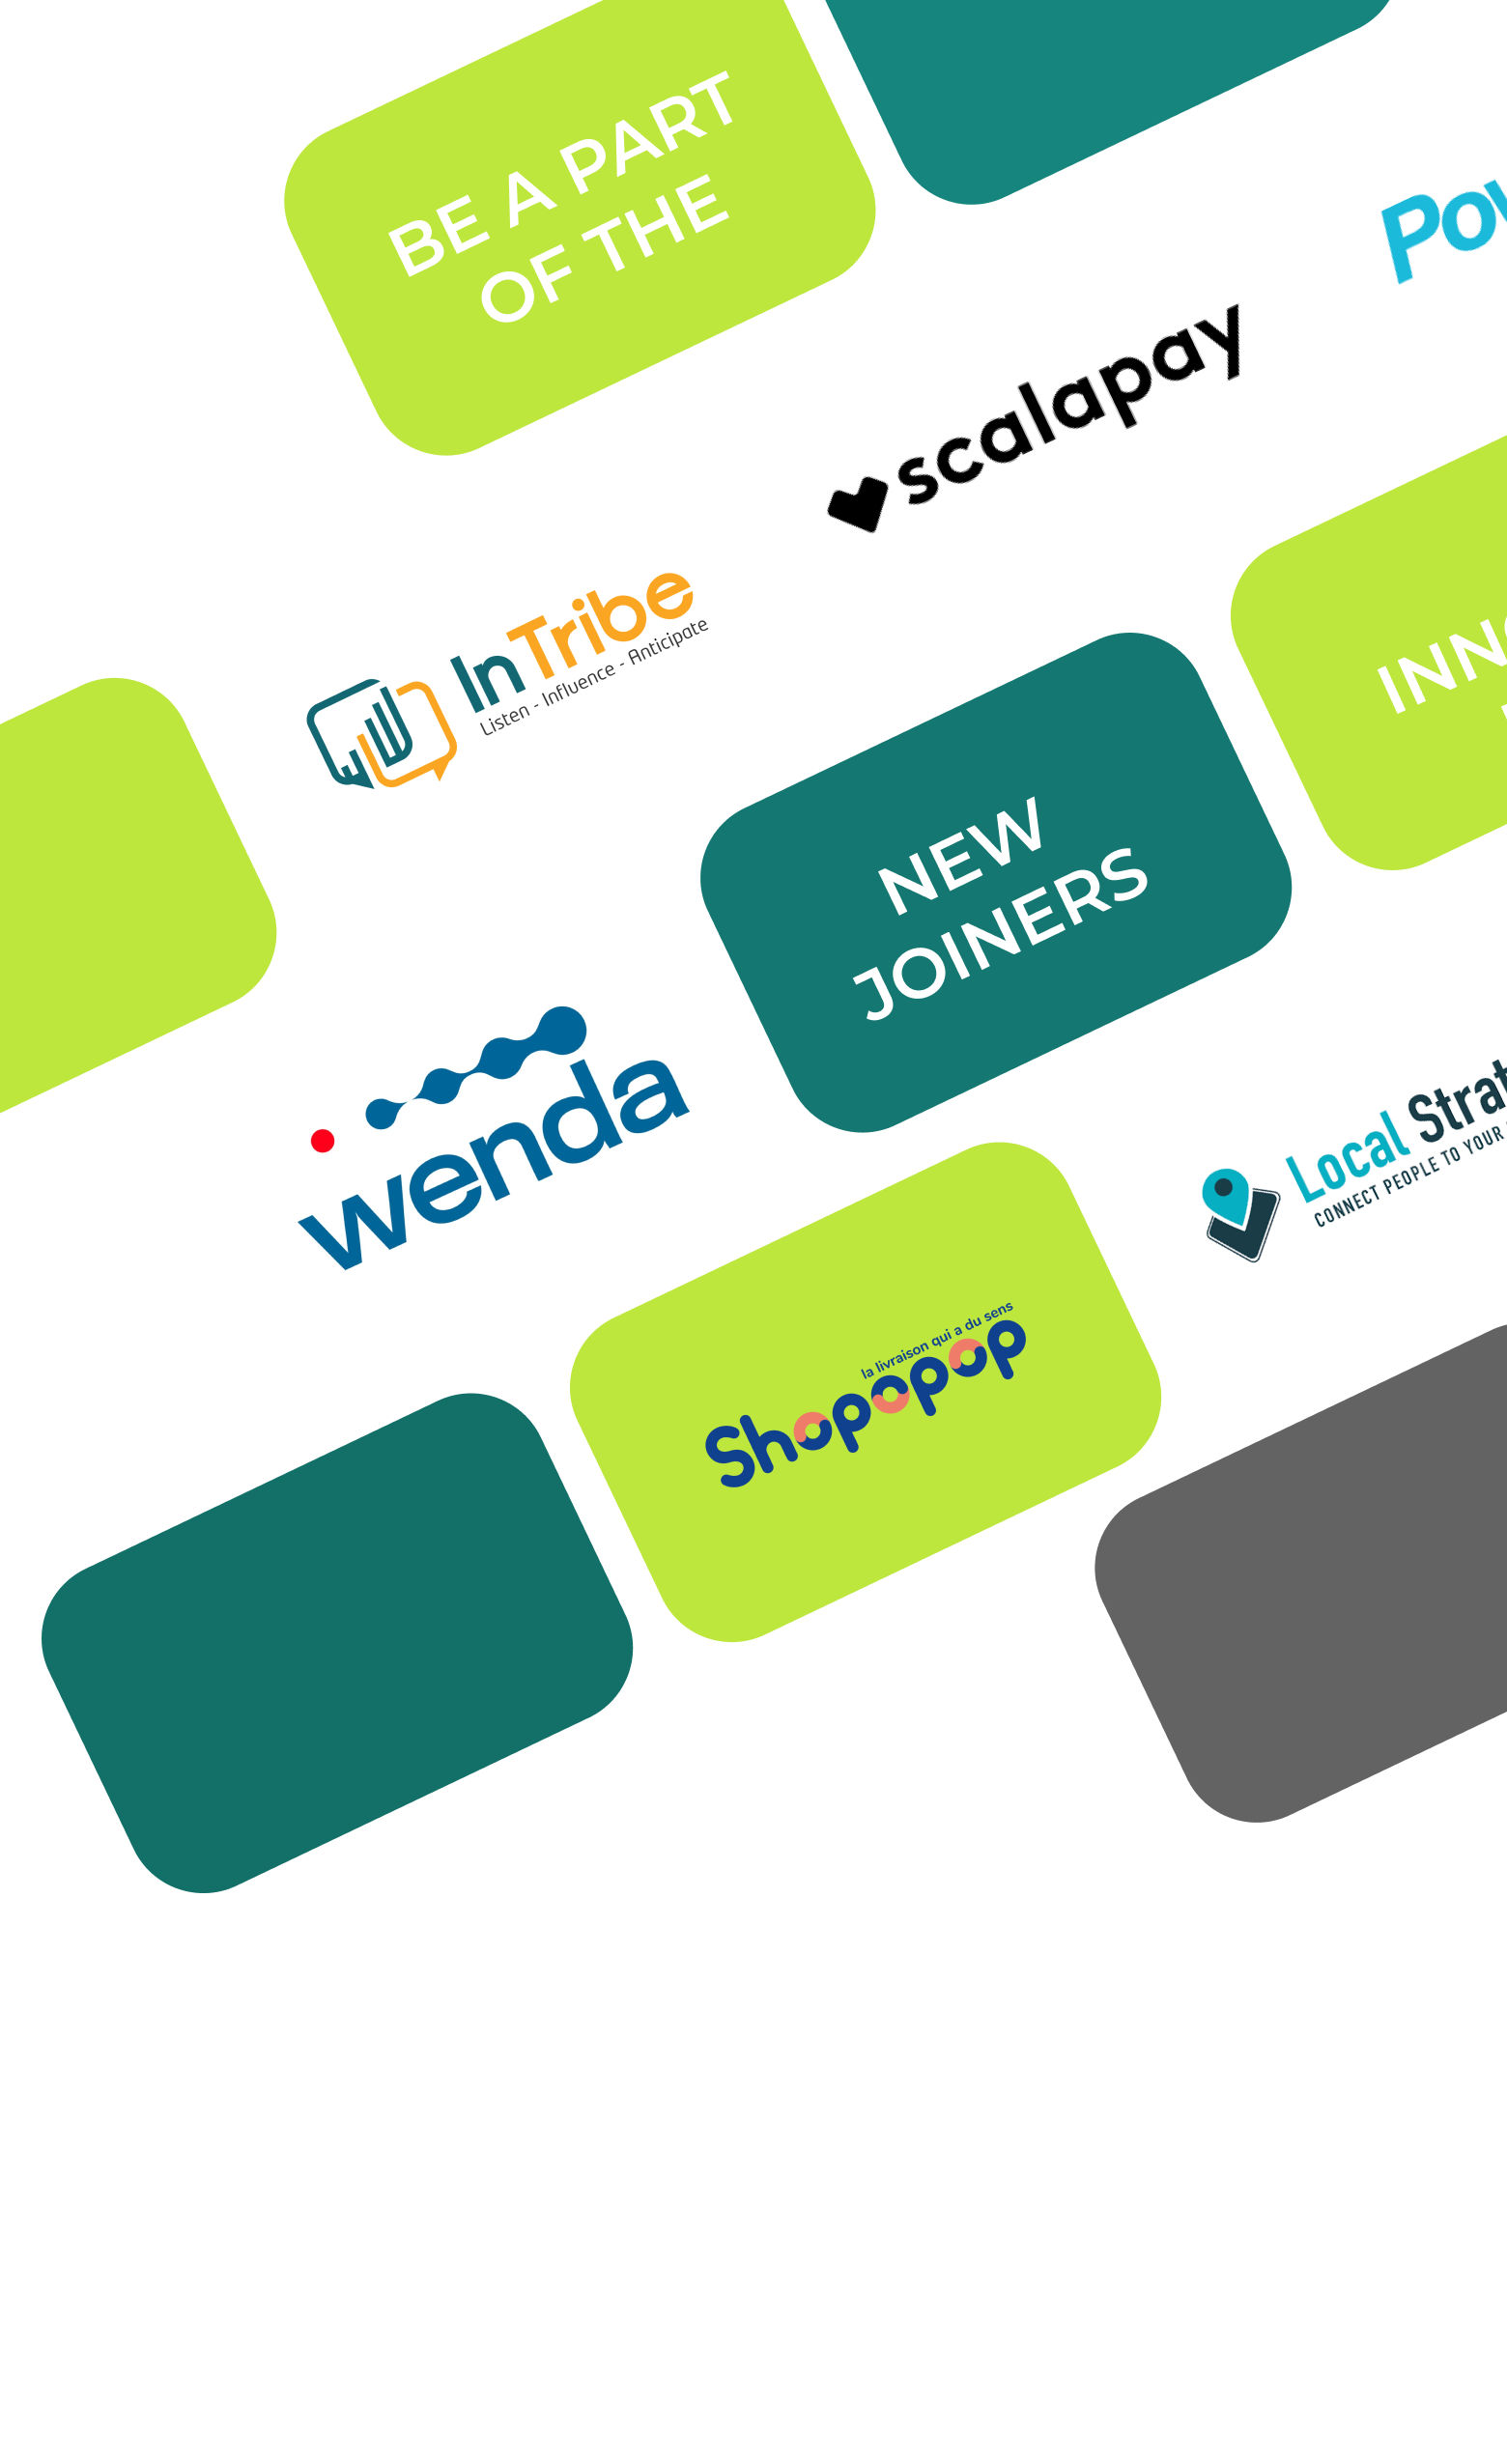 BE A PART
OF THE
scalapay
InTribe
Listen - Influence - Anticipate
NEW
JOINERS
wenda
Local
CONNECT PEOPLE TO YOUR
la livraison qui a du sens
Shopopop